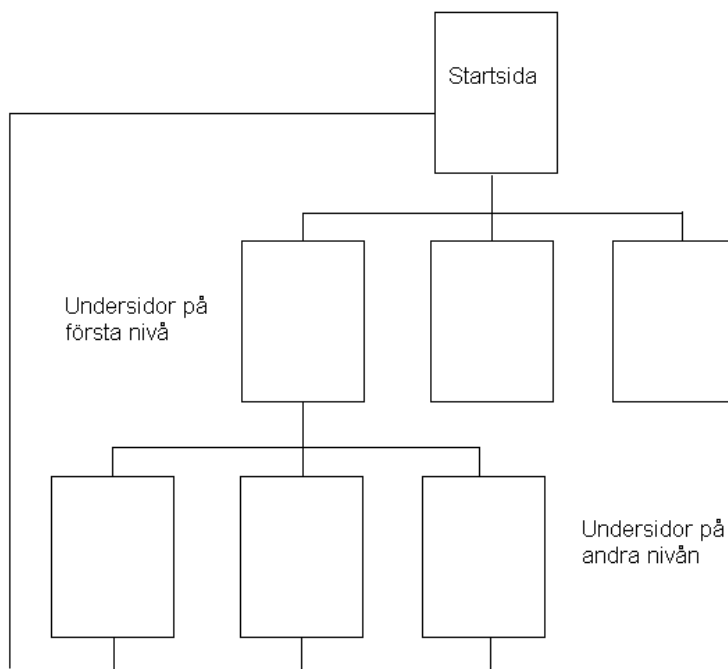 Startsida
Undersidor på
första nivå
Undersidor på
andra nivån